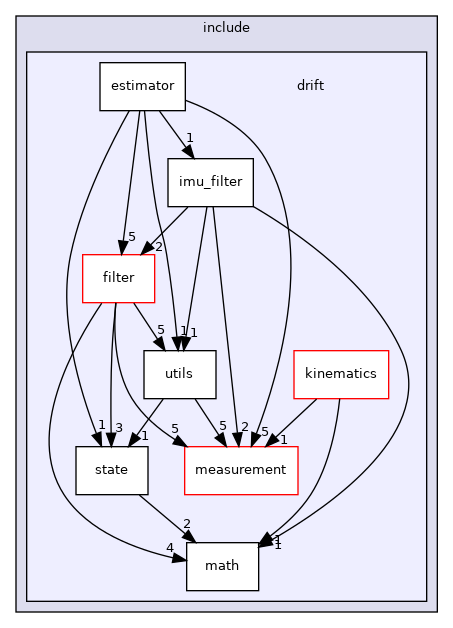 include
estimator
drift
1
imu_filter
5
2
filter
5
1
1
utils
kinematics
1
3
1
5
5
2
5
1
state
measurement
2
4
1
1
math